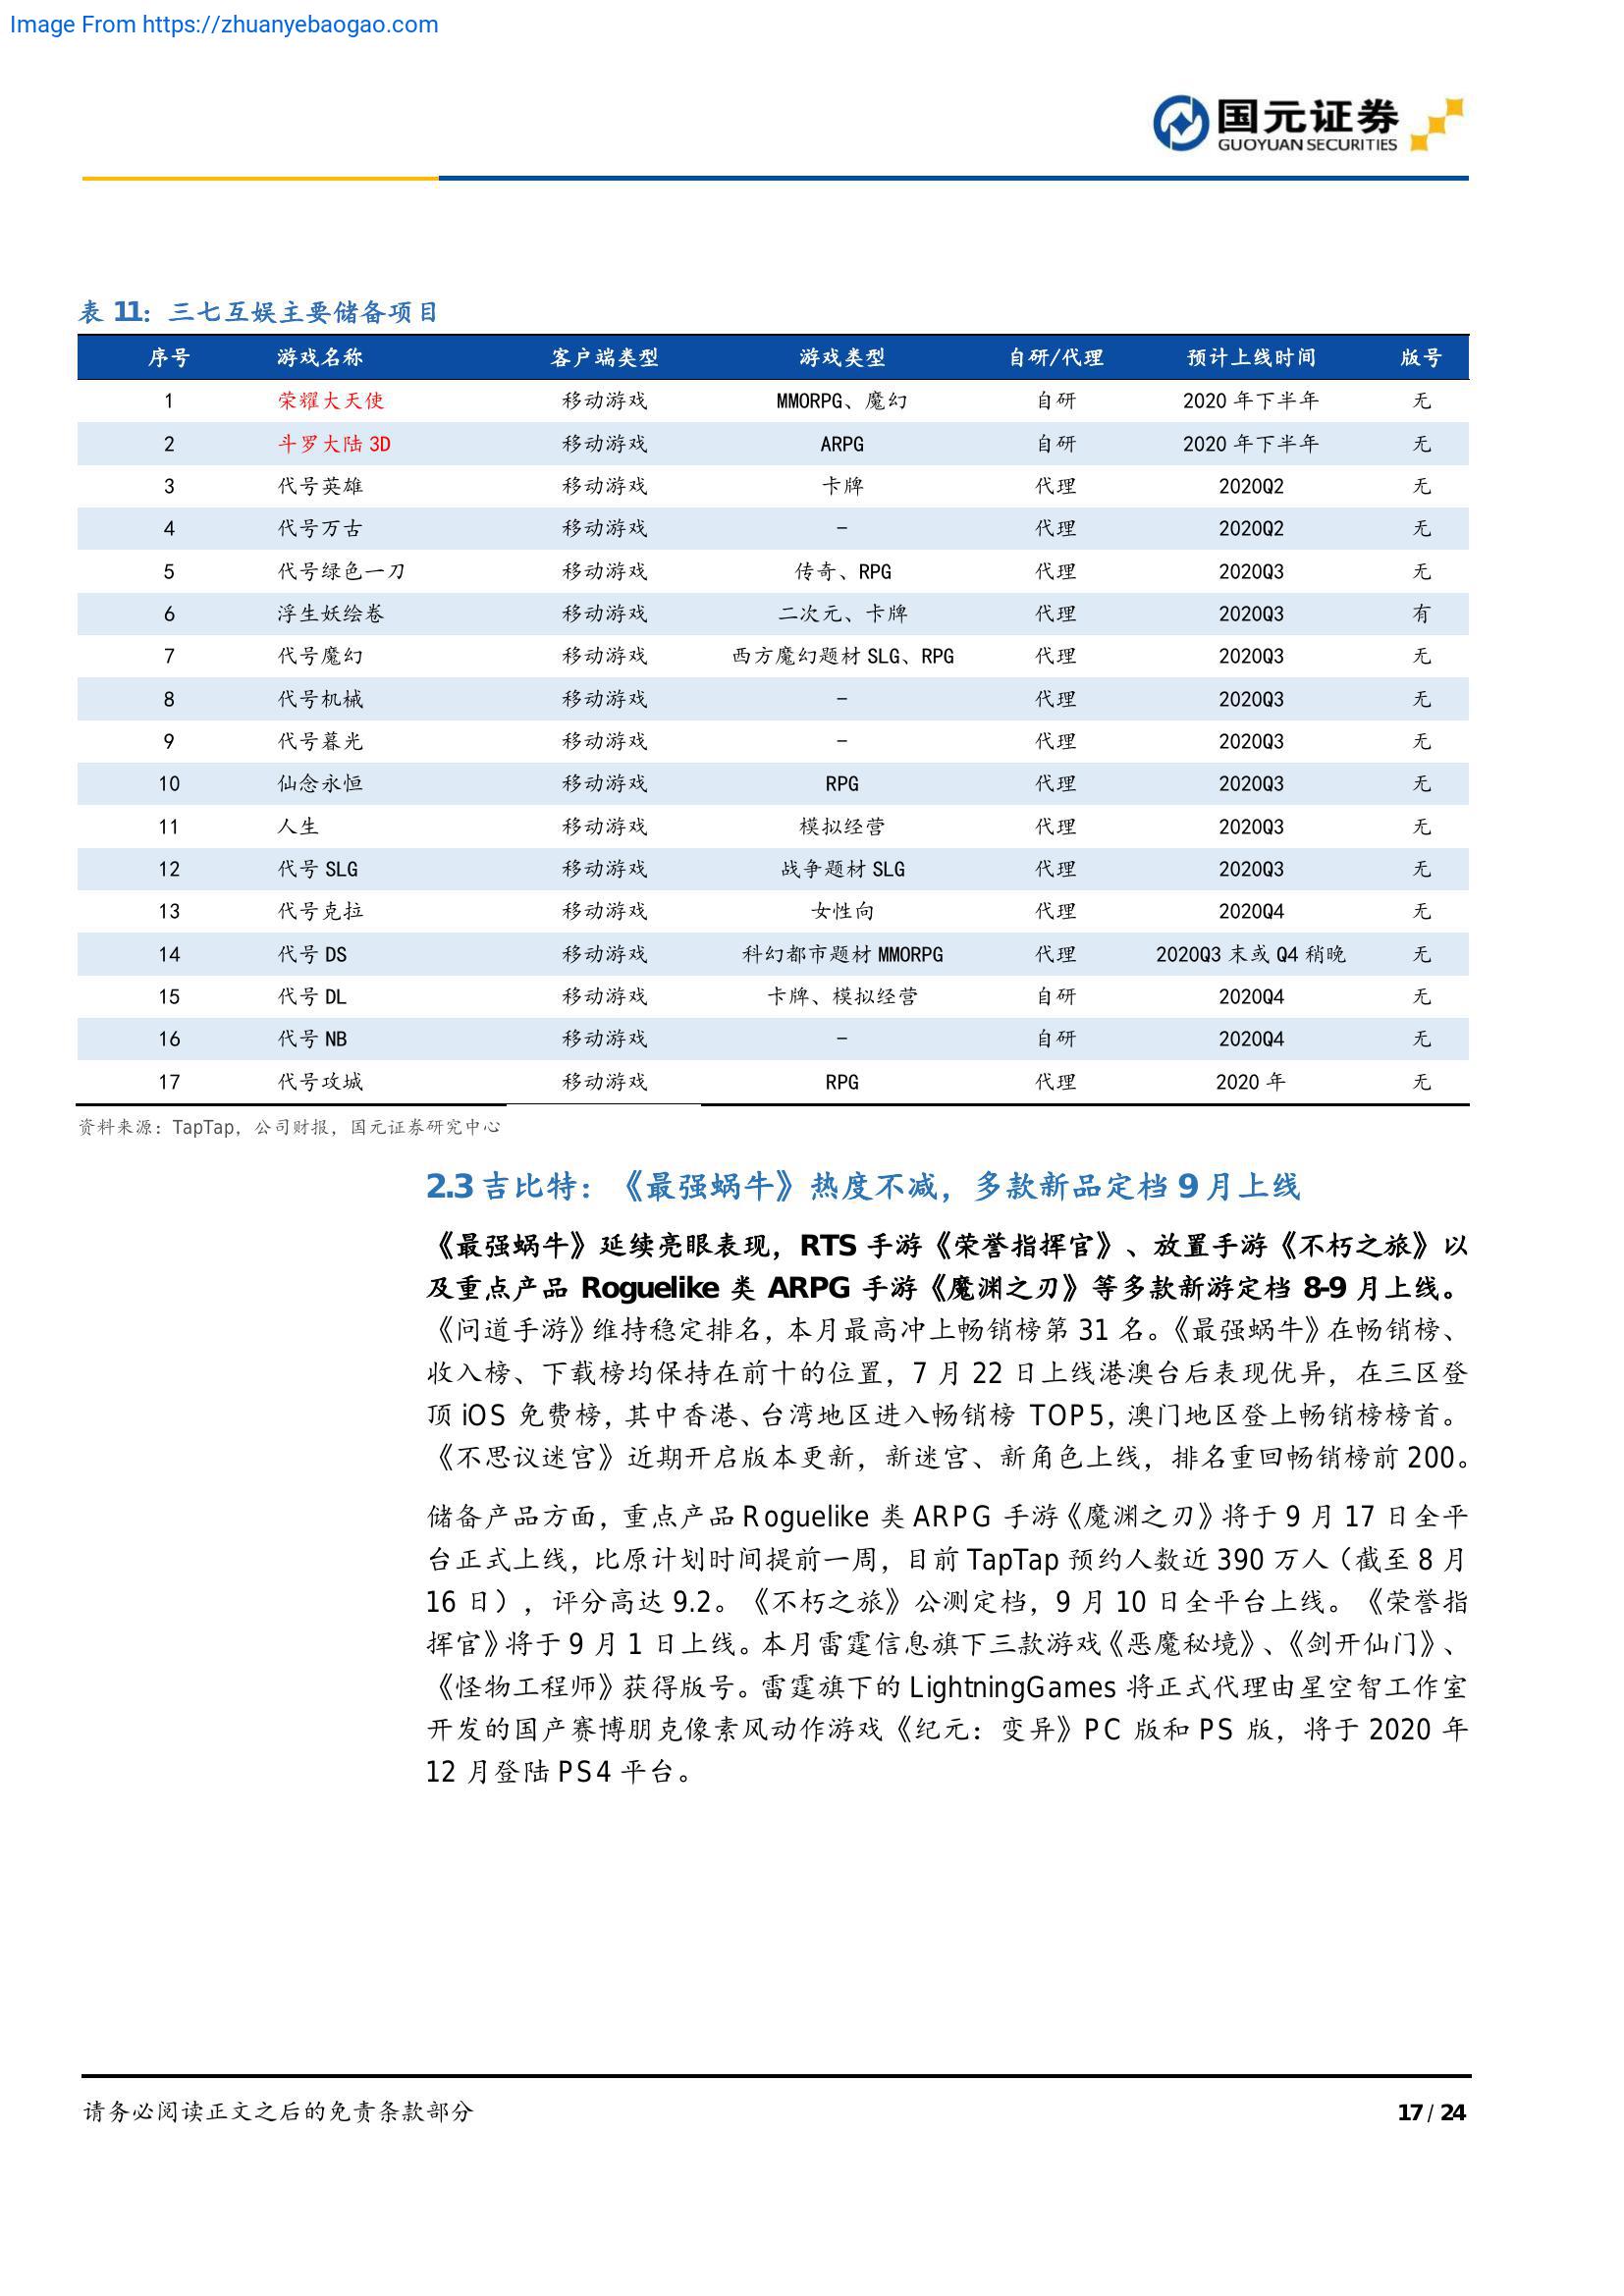 Image From https://zhuanyebaogao.com
国元证券
GUOYUAN SECURITIES
表 11：三七互娱主要储备项目
序号 游戏名称 客户端类型 游戏类型 自研/代理 预计上线时间 版号
1 荣耀大天使 移动游戏 MMORPG、魔幻 自研 2020 年下半年 无
2 斗罗大陆 3D 移动游戏 ARPG 自研 2020 年下半年 无
3 代号英雄 移动游戏 卡牌 代理 2020Q2 无
4 代号万古 移动游戏 - 代理 2020Q2 无
5 代号绿色一刀 移动游戏 传奇、RPG 代理 2020Q3 无
6 浮生妖绘卷 移动游戏 二次元、卡牌 代理 2020Q3 有
7 代号魔幻 移动游戏 西方魔幻题材 SLG、RPG 代理 2020Q3 无
8 代号机械 移动游戏 - 代理 2020Q3 无
9 代号暮光 移动游戏 - 代理 2020Q3 无
10 仙念永恒 移动游戏 RPG 代理 2020Q3 无
11 人生 移动游戏 模拟经营 代理 2020Q3 无
12 代号 SLG 移动游戏 战争题材 SLG 代理 2020Q3 无
13 代号克拉 移动游戏 女性向 代理 2020Q4 无
14 代号 DS 移动游戏 科幻都市题材 MMORPG 代理 2020Q3 末或 Q4 稍晚 无
15 代号 DL 移动游戏 卡牌、模拟经营 自研 2020Q4 无
16 代号 NB 移动游戏 - 自研 2020Q4 无
17 代号攻城 移动游戏 RPG 代理 2020 年 无
资料来源：TapTap，公司财报，国元证券研究中心
2.3 吉比特：《最强蜗牛》热度不减，多款新品定档 9 月上线
《最强蜗牛》延续亮眼表现，RTS 手游《荣誉指挥官》、放置手游《不朽之旅》以
及重点产品 Roguelike 类 ARPG 手游《魔渊之刃》等多款新游定档 8-9 月上线。
《问道手游》维持稳定排名，本月最高冲上畅销榜第 31 名。《最强蜗牛》在畅销榜、
收入榜、下载榜均保持在前十的位置，7 月 22 日上线港澳台后表现优异，在三区登
顶 iOS 免费榜，其中香港、台湾地区进入畅销榜 TOP5，澳门地区登上畅销榜榜首。
《不思议迷宫》近期开启版本更新，新迷宫、新角色上线，排名重回畅销榜前 200。
储备产品方面，重点产品 Roguelike 类 ARPG 手游《魔渊之刃》将于 9 月 17 日全平
台正式上线，比原计划时间提前一周，目前 TapTap 预约人数近 390 万人（截至 8 月
16 日），评分高达 9.2。《不朽之旅》公测定档，9 月 10 日全平台上线。《荣誉指
挥官》将于 9 月 1 日上线。本月雷霆信息旗下三款游戏《恶魔秘境》、《剑开仙门》、
《怪物工程师》获得版号。雷霆旗下的 LightningGames 将正式代理由星空智工作室
开发的国产赛博朋克像素风动作游戏《纪元：变异》PC 版和 PS 版，将于 2020 年
12 月登陆 PS4 平台。
请务必阅读正文之后的免责条款部分
17 / 24